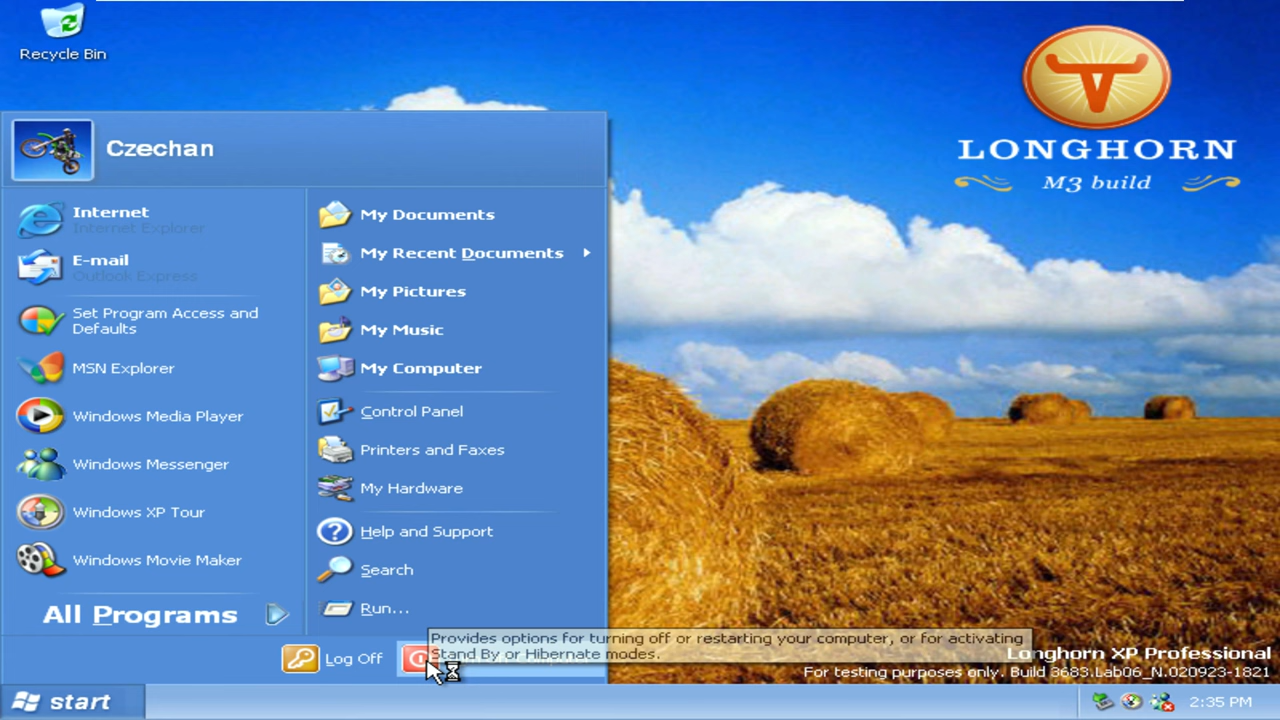 Recycle Bin
LONGHORN
M3 build
Czechan
Internet
Internet Explorer
E-mail
Outlook Express
Set Program Access and
Defaults
MSN Explorer
Windows Media Player
Windows Messenger
Windows XP Tour
Windows Movie Maker
All Programs
My Documents
My Recent Documents
My Pictures
My Music
My Computer
Control Panel
Printers and Faxes
My Hardware
Help and Support
Search
Run...
Provides options for turning off or restarting your computer, or for activating
Stand By or Hibernate modes.
Log Off
Longhorn XP Professional
For testing purposes only. Build 3683.Lab06_N.020923-1821
start
2:35 PM